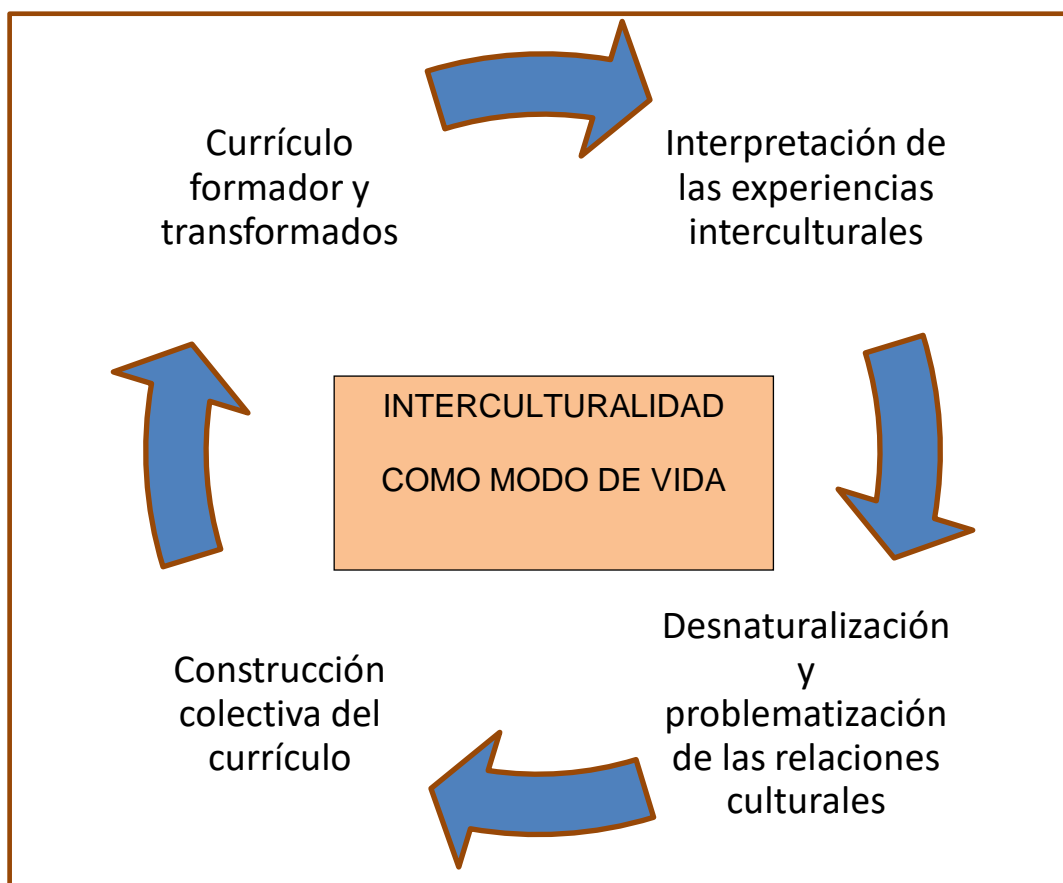 Currículo
formador y
transformados
Interpretación de
las experiencias
interculturales
INTERCULTURALIDAD
COMO MODO DE VIDA
Desnaturalización
y
problematización
de las relaciones
culturales
Construcción
colectiva del
currículo